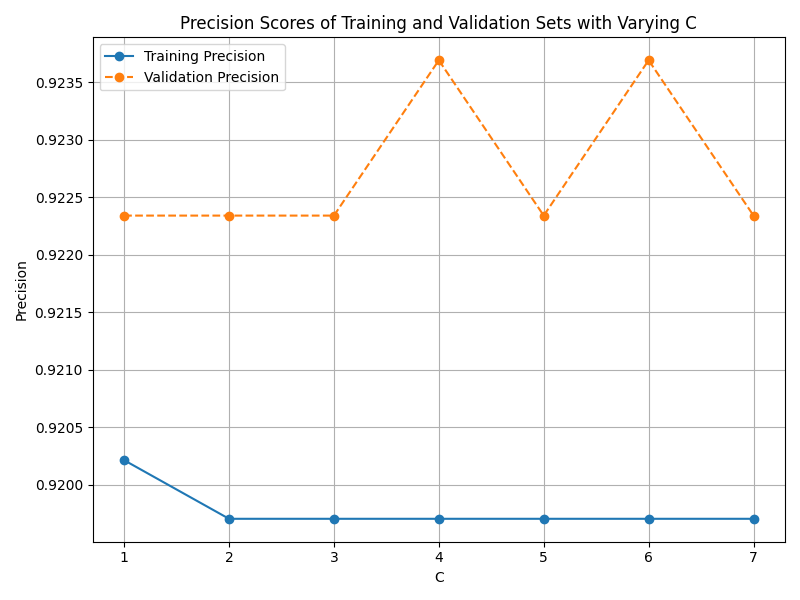 Precision Scores of Training and Validation Sets with Varying C
Training Precision
Validation Precision
Precision
0.9235
0.9230
0.9225
0.9220
0.9215
0.9210
0.9205
0.9200
1 2 3 4 5 6 7
C